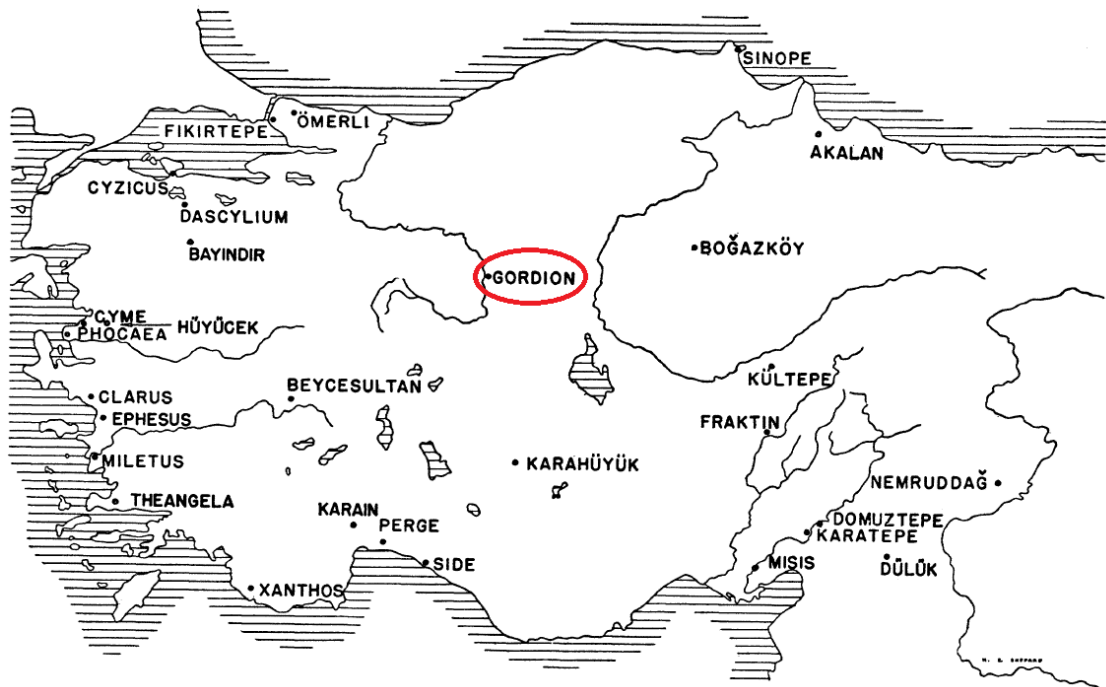 SINOPE
ÖMERLİ
FIKIRTEPE
AKALAN
CYZICUS
DASCYLIUM
BAYINDIR
BOĞAZKÖY
GORDION
CYME
HÜYÜCEK
PHOCAEA
KÜLTEPE
BEYCESULTAN
CLARUS
EPHESUS
FRAKTIN
MILETUS
KARAHÜYÜK
NEMRUDDAĞ
THEANGELA
KARAIN
PERGE
DOMUZTEPE
KARATEPE
SIDE
MISIS
DÜLÜK
XANTHOS